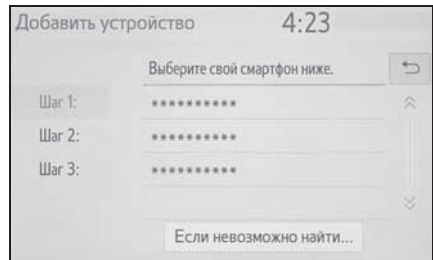 Добавить устройство 4:23
Выберите свой смартфон ниже.
Шаг 1: **********
Шаг 2: **********
Шаг 3: **********
Если невозможно найти...